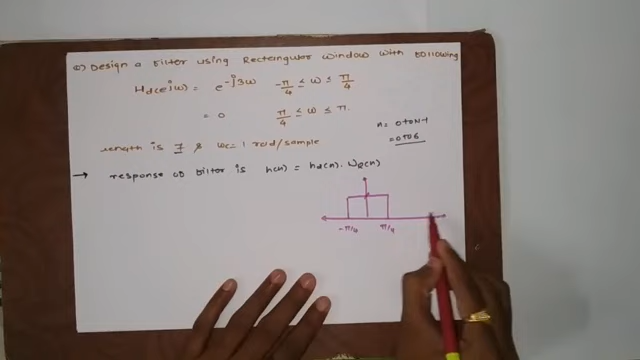 Q) Design a Filter using Rectangular window with following
Hd(e^jω) = e^-j3ω -π/4 ≤ ω ≤ π/4
= 0 π/4 ≤ ω ≤ π.
n = 0 to N-1
= 0 to 6
length is 7 & ωc = 1 rad/sample
→ response of Filter is h(n) = hd(n). WR(n)
-π/4 π/4